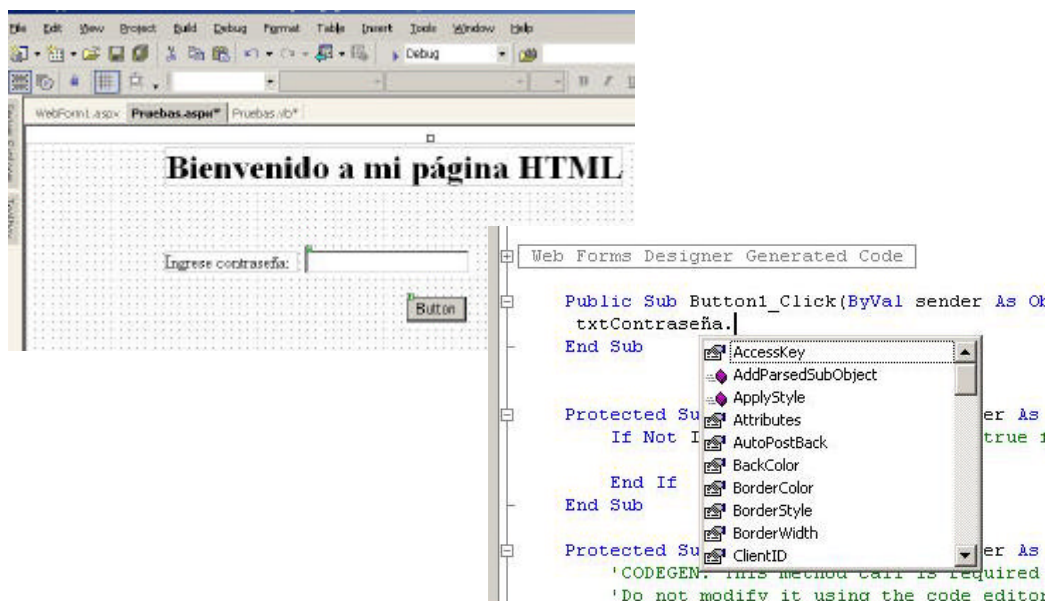 File Edit View Project Build Debug Format Table Insert Tools Window Help
Debug
WebForm1.aspx Pruebas.aspx* Pruebas.vb*
Bienvenido a mi página HTML
Ingrese contraseña:
Button
Web Forms Designer Generated Code
Public Sub Button1_Click(ByVal sender As Ob
txtContraseña.
End Sub
AccessKey
AddParsedSubObject
ApplyStyle
Attributes
AutoPostBack
BackColor
BorderColor
BorderStyle
BorderWidth
ClientID
Protected Su er As
If Not I true i
End If
End Sub
Protected Su er As
'CODEGEN: This method call is required
'Do not modify it using the code editor